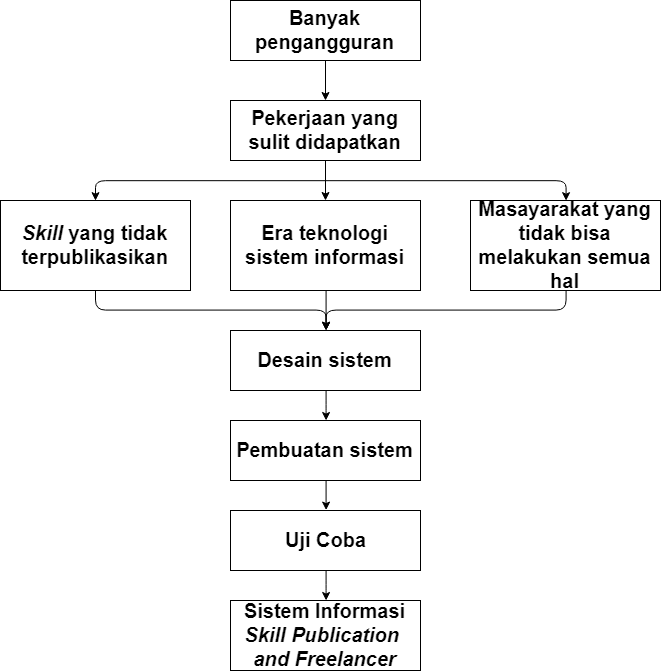 Banyak
pengangguran
Pekerjaan yang
sulit didapatkan
Skill yang tidak
terpublikasikan
Era teknologi
sistem informasi
Masayarakat yang
tidak bisa
melakukan semua
hal
Desain sistem
Pembuatan sistem
Uji Coba
Sistem Informasi
Skill Publication
and Freelancer